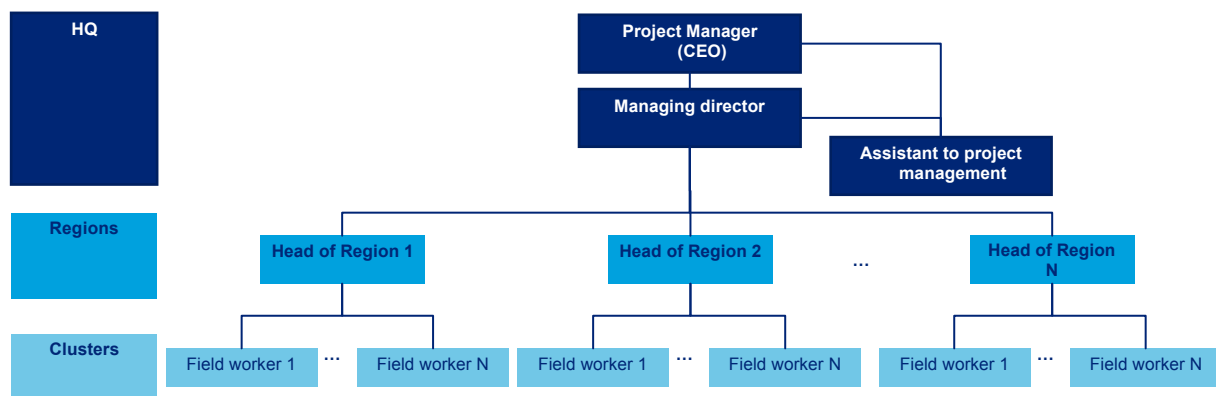 HQ
Project Manager
(CEO)
Managing director
Assistant to project
management
Regions
Head of Region 1
Head of Region 2
...
Head of Region
N
Clusters
Field worker 1
...
Field worker N
Field worker 1
...
Field worker N
Field worker 1
...
Field worker N